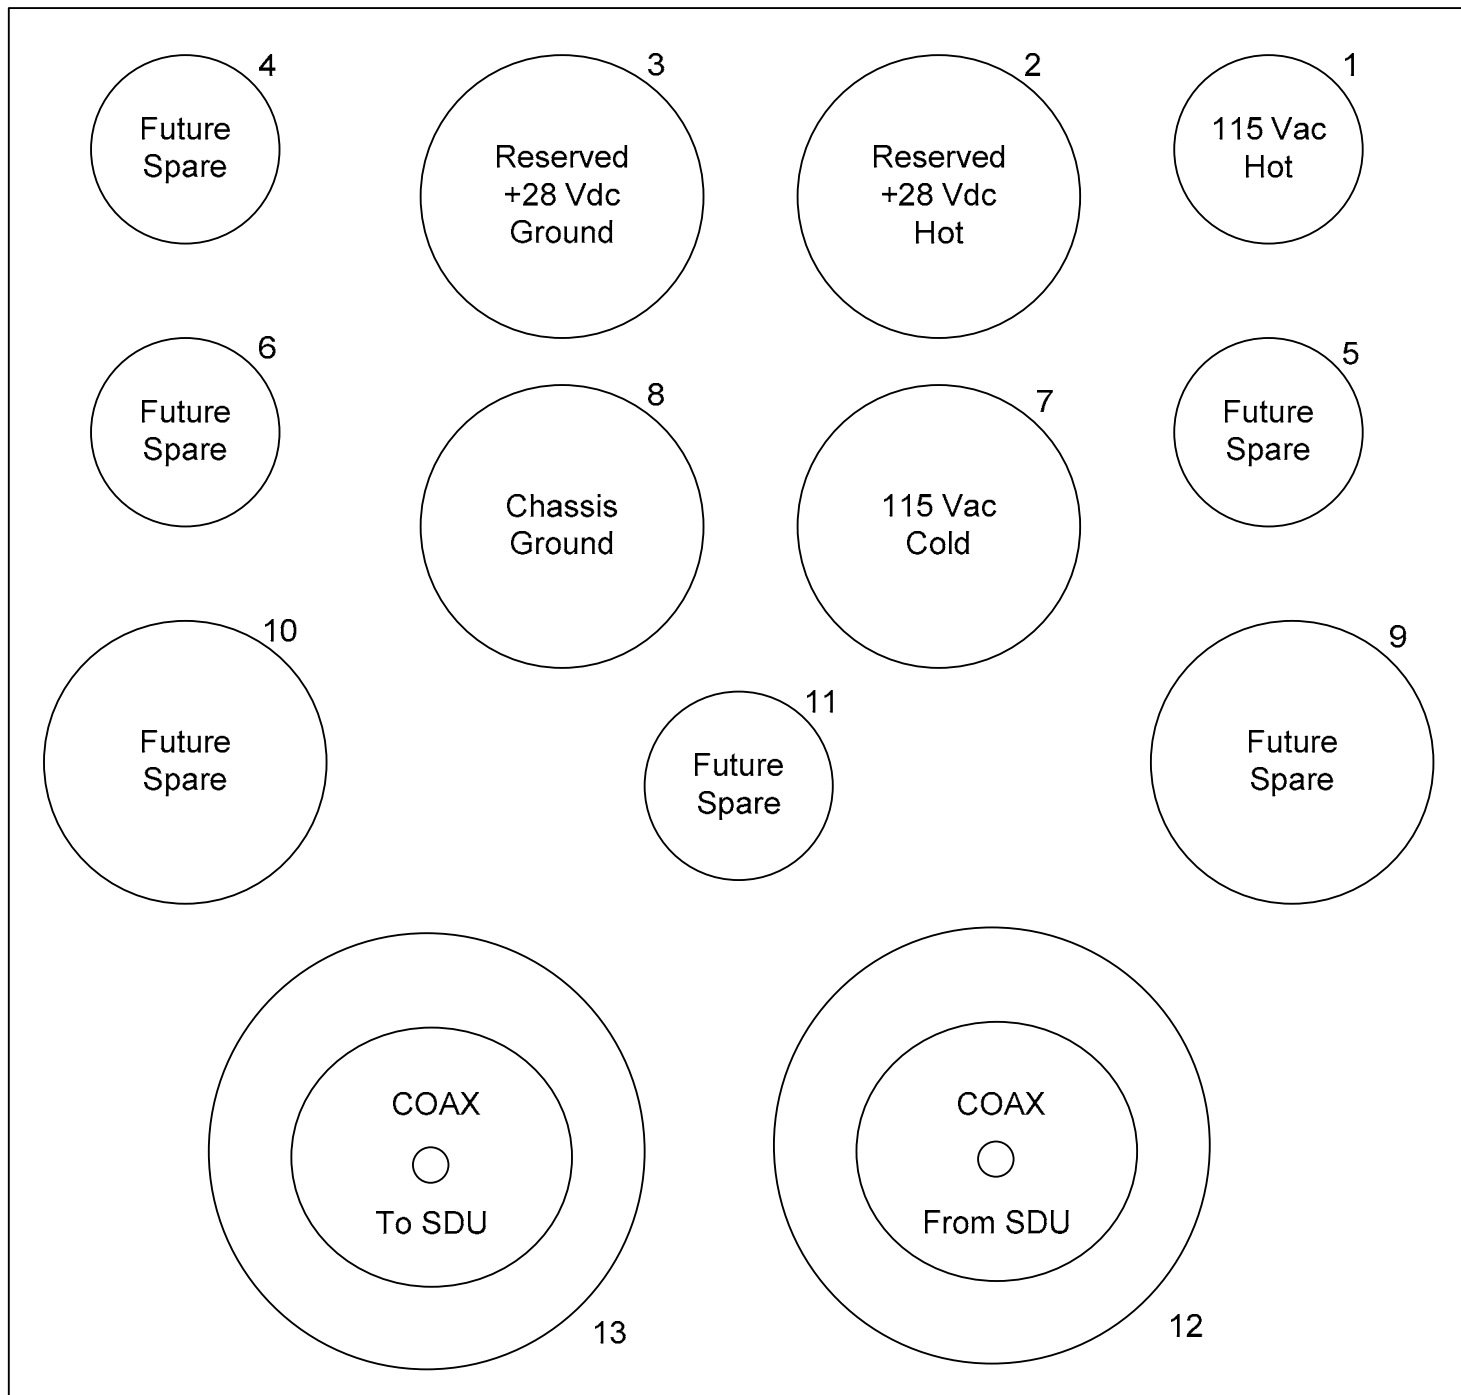 4
Future
Spare
3
Reserved
+28 Vdc
Ground
2
Reserved
+28 Vdc
Hot
1
115 Vac
Hot
6
Future
Spare
8
Chassis
Ground
7
115 Vac
Cold
5
Future
Spare
10
Future
Spare
11
Future
Spare
9
Future
Spare
COAX
To SDU
13
COAX
From SDU
12